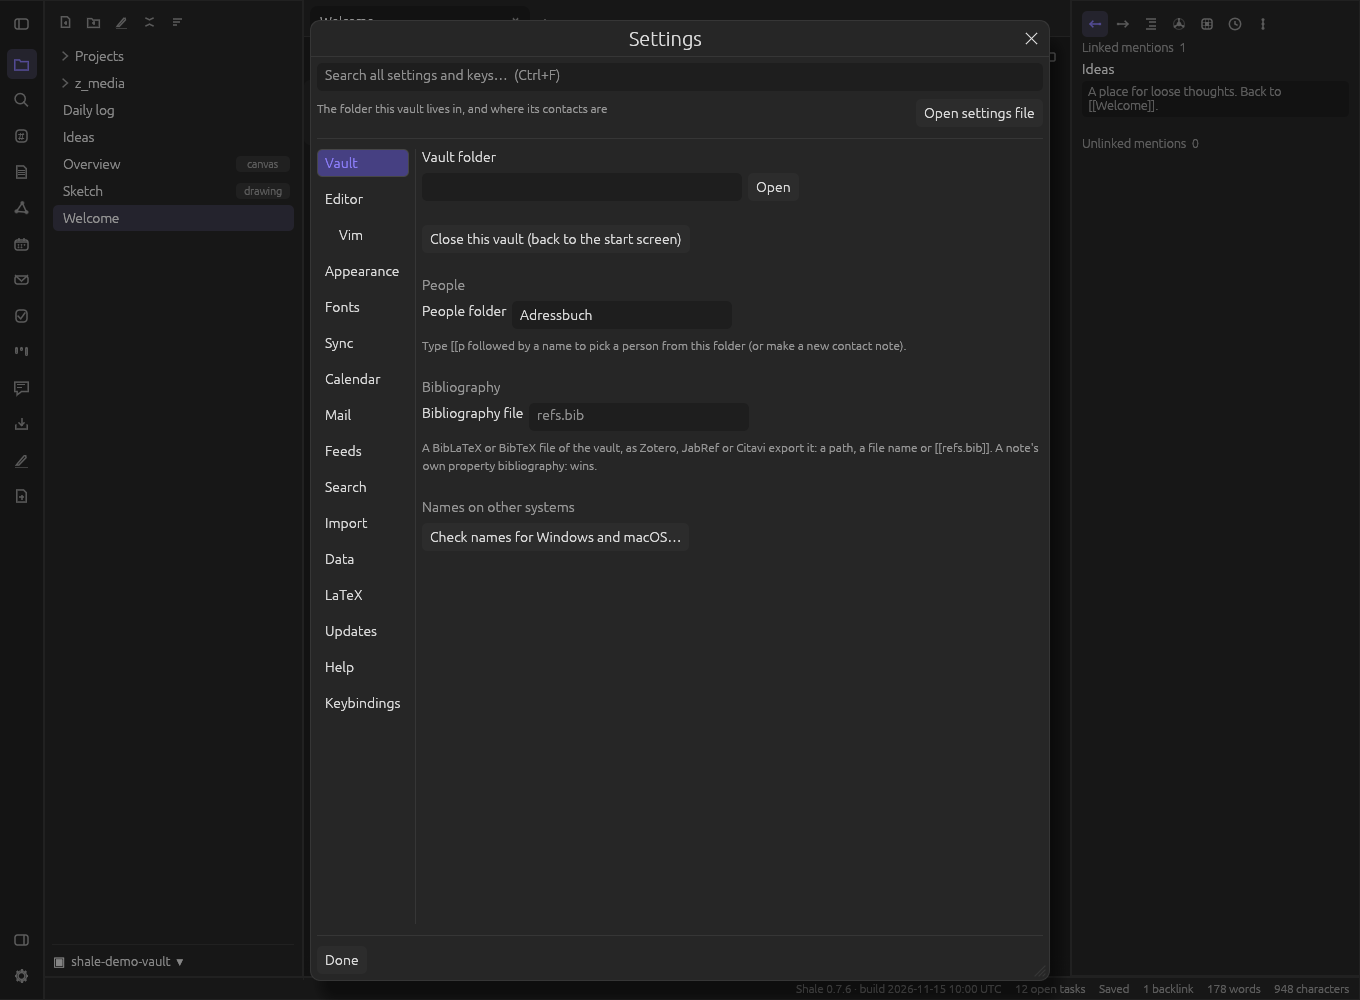 Projects
z_media
Daily log
Ideas
Overview
canvas
Sketch
drawing
Welcome
shale-demo-vault
Settings
Search all settings and keys… (Ctrl+F)
The folder this vault lives in, and where its contacts are
Open settings file
Vault
Editor
Vim
Appearance
Fonts
Sync
Calendar
Mail
Feeds
Search
Import
Data
LaTeX
Updates
Help
Keybindings
Vault folder
Open
Close this vault (back to the start screen)
People
People folder
Adressbuch
Type [[p followed by a name to pick a person from this folder (or make a new contact note).
Bibliography
Bibliography file
refs.bib
A BibLaTeX or BibTeX file of the vault, as Zotero, JabRef or Citavi export it: a path, a file name or [[refs.bib]]. A note's
own property bibliography: wins.
Names on other systems
Check names for Windows and macOS…
Done
Linked mentions 1
Ideas
A place for loose thoughts. Back to
[[Welcome]].
Unlinked mentions 0
Shale 0.7.6 · build 2026-11-15 10:00 UTC
12 open tasks
Saved
1 backlink
178 words
948 characters